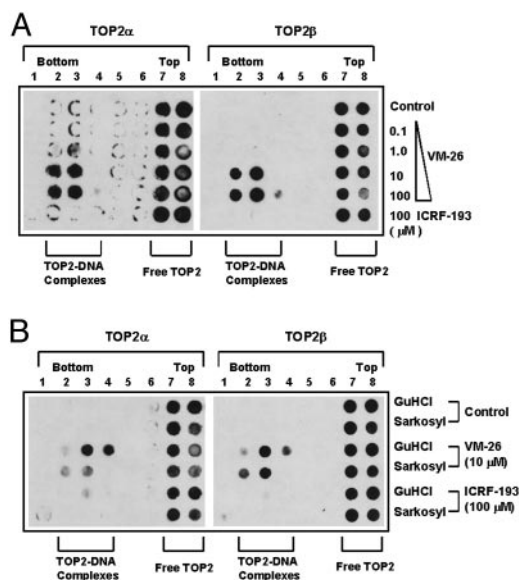 A
TOP2α TOP2β
Bottom Top Bottom Top
1 2 3 4 5 6 7 8 1 2 3 4 5 6 7 8
Control
0.1
1.0
VM-26
10
100
100 ICRF-193
(μM)
TOP2-DNA Complexes Free TOP2 TOP2-DNA Complexes Free TOP2
B
TOP2α TOP2β
Bottom Top Bottom Top
1 2 3 4 5 6 7 8 1 2 3 4 5 6 7 8
GuHCl
Sarkosyl
Control
GuHCl
Sarkosyl
VM-26
(10 μM)
GuHCl
Sarkosyl
ICRF-193
(100 μM)
TOP2-DNA Complexes Free TOP2 TOP2-DNA Complexes Free TOP2